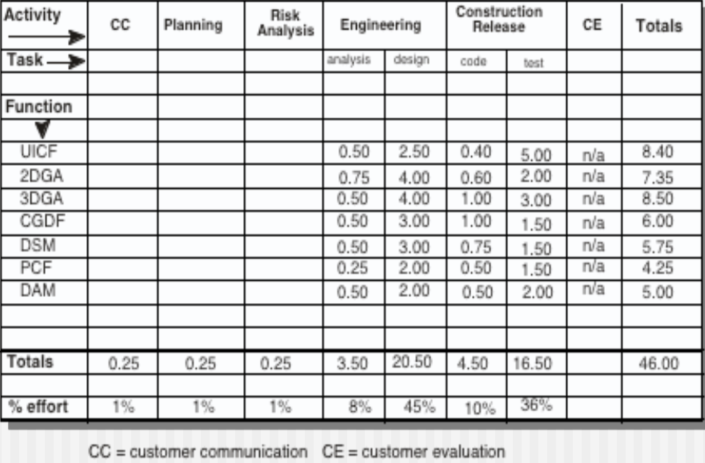 Activity CC Planning Risk Analysis Engineering Construction Release CE Totals
Task analysis design code test
Function
UICF 0.50 2.50 0.40 5.00 n/a 8.40
2DGA 0.75 4.00 0.60 2.00 n/a 7.35
3DGA 0.50 4.00 1.00 3.00 n/a 8.50
CGDF 0.50 3.00 1.00 1.50 n/a 6.00
DSM 0.50 3.00 0.75 1.50 n/a 5.75
PCF 0.25 2.00 0.50 1.50 n/a 4.25
DAM 0.50 2.00 0.50 2.00 n/a 5.00
Totals 0.25 0.25 0.25 3.50 20.50 4.50 16.50 46.00
% effort 1% 1% 1% 8% 45% 10% 36%
CC = customer communication CE = customer evaluation